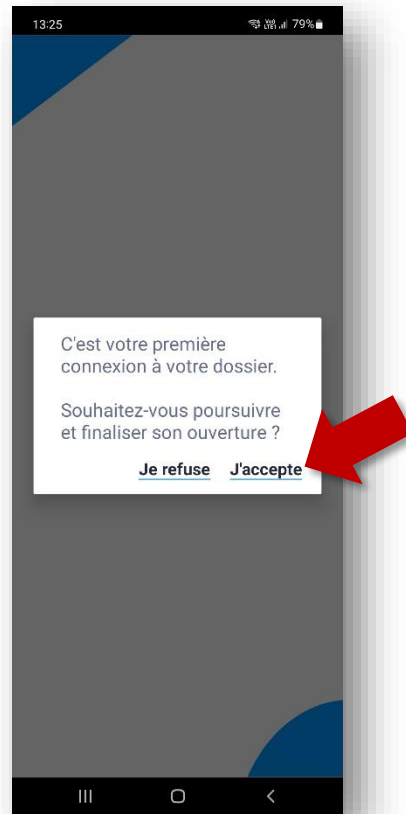 13:25
79%
C'est votre première
connexion à votre dossier.
Souhaitez-vous poursuivre
et finaliser son ouverture ?
Je refuse J'accepte